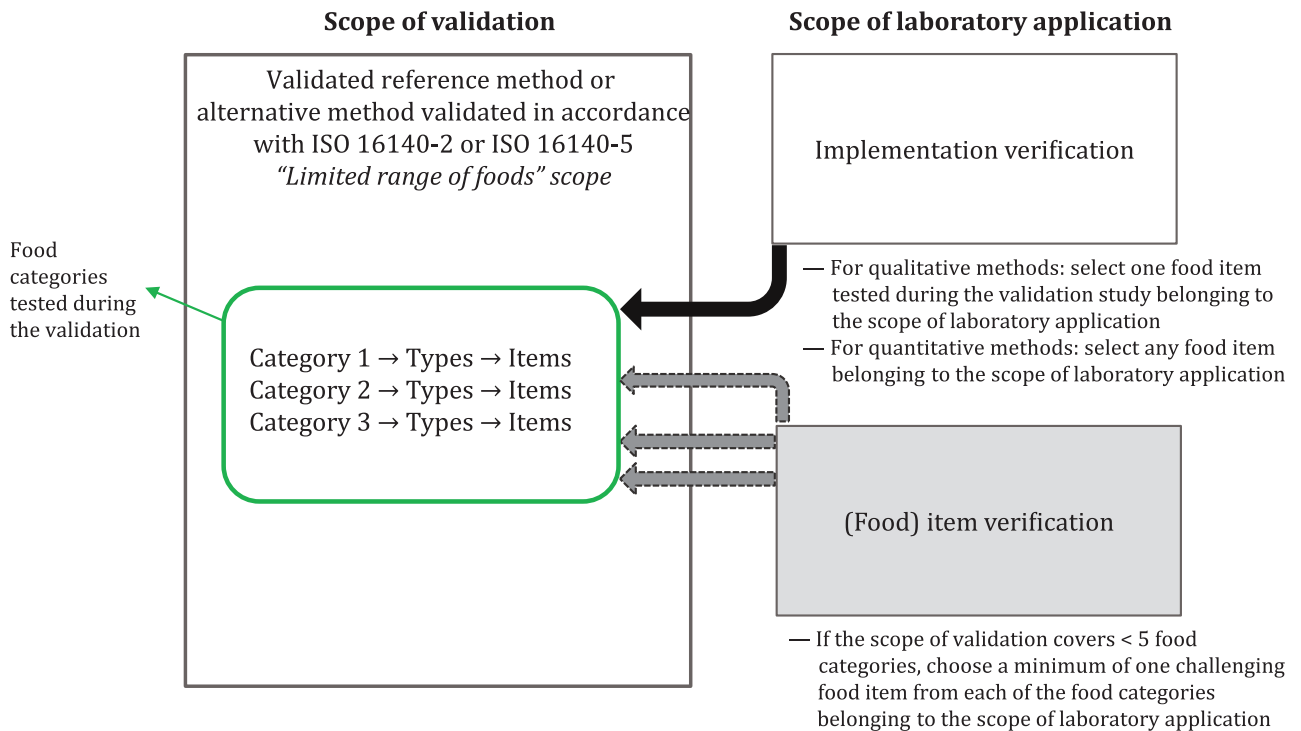 Scope of validation
Scope of laboratory application
Validated reference method or
alternative method validated in accordance
with ISO 16140-2 or ISO 16140-5
“Limited range of foods” scope
Food
categories
tested during
the validation
Category 1 → Types → Items
Category 2 → Types → Items
Category 3 → Types → Items
Implementation verification
— For qualitative methods: select one food item
tested during the validation study belonging to
the scope of laboratory application
— For quantitative methods: select any food item
belonging to the scope of laboratory application
(Food) item verification
— If the scope of validation covers < 5 food
categories, choose a minimum of one challenging
food item from each of the food categories
belonging to the scope of laboratory application